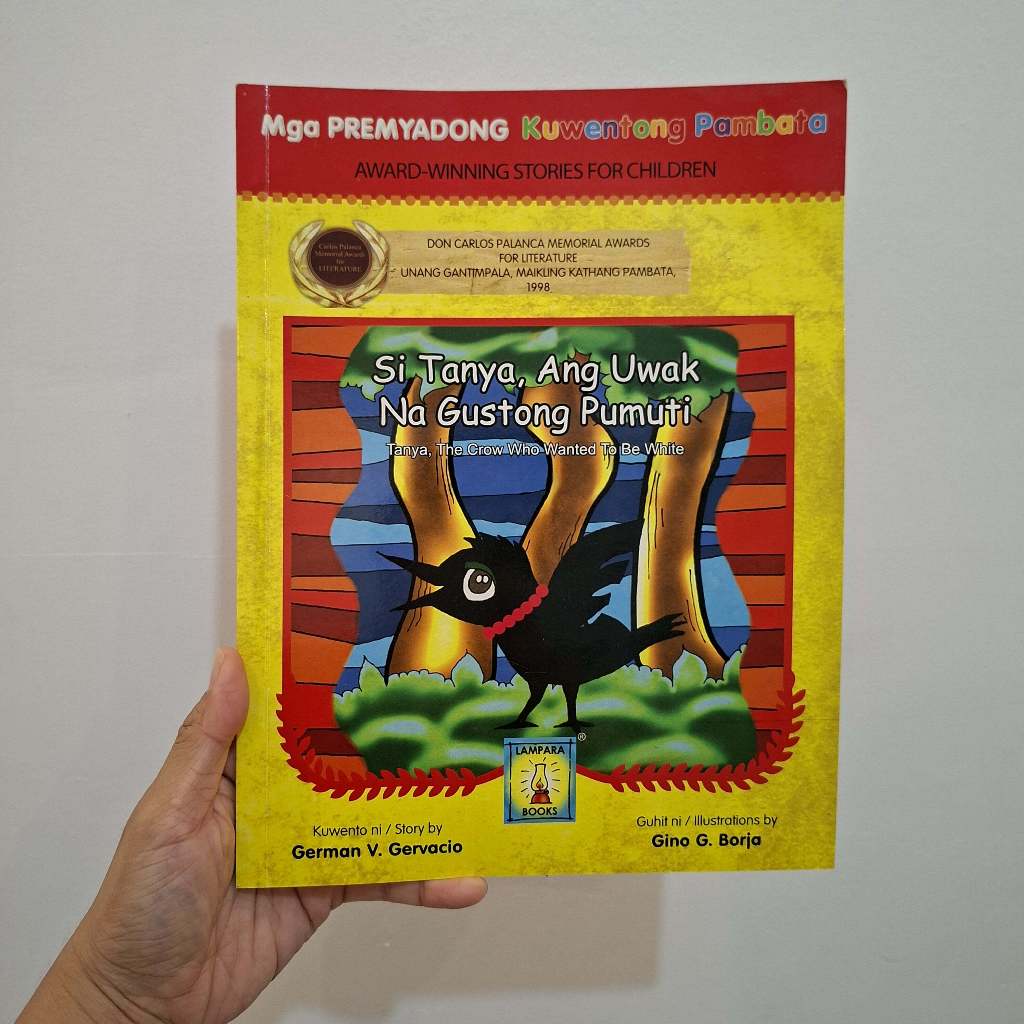 Mga PREMYADONG Kuwentong Pambata
AWARD-WINNING STORIES FOR CHILDREN
Carlos Palanca
Memorial Awards
for
LITERATURE
DON CARLOS PALANCA MEMORIAL AWARDS
FOR LITERATURE
UNANG GANTIMPALA, MAIKLING KATHANG PAMBATA,
1998
Si Tanya, Ang Uwak
Na Gustong Pumuti
Tanya, The Crow Who Wanted To Be White
LAMPARA
BOOKS
®
Kuwento ni / Story by
German V. Gervacio
Guhit ni / Illustrations by
Gino G. Borja